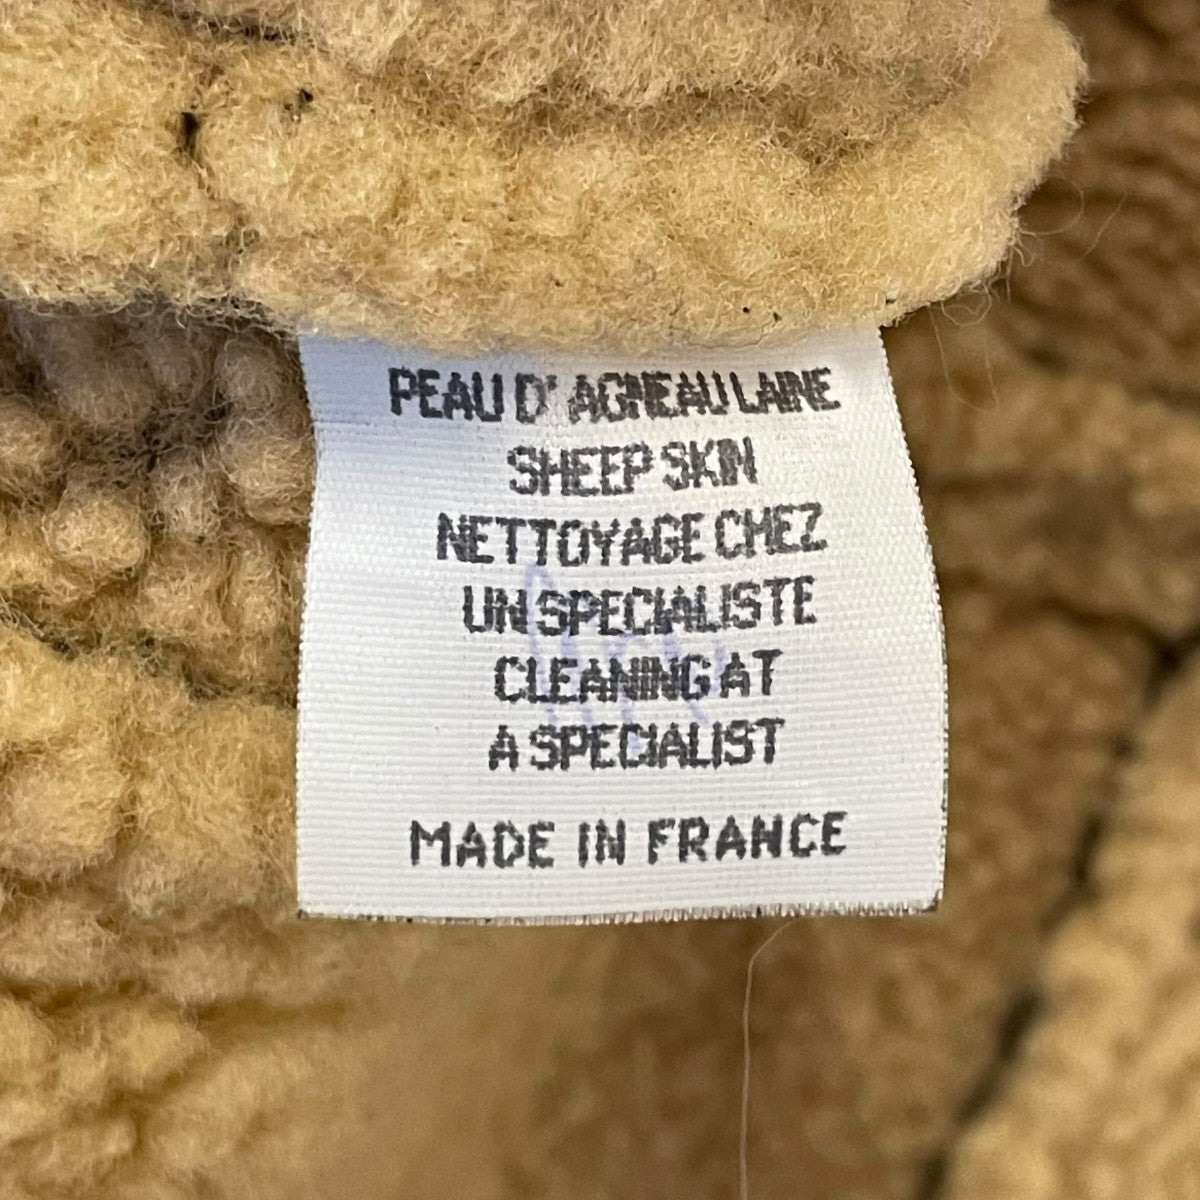 PEAU D'AGNEAU LAINE
SHEEP SKIN
NETTOYAGE CHEZ
UN SPECIALISTE
CLEANING AT
A SPECIALIST
MADE IN FRANCE